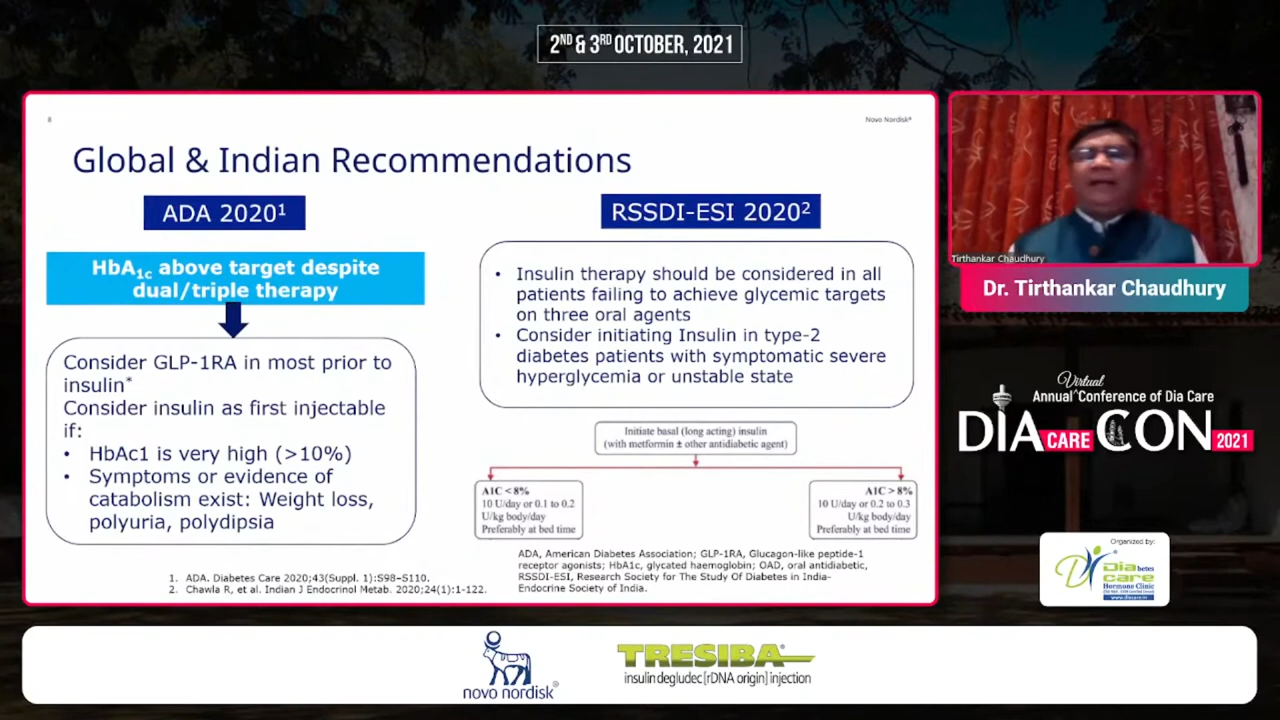 2ND & 3RD OCTOBER, 2021
8
Novo Nordisk®
Global & Indian Recommendations
ADA 2020¹
HbA1c above target despite
dual/triple therapy
Consider GLP-1RA in most prior to
insulin*
Consider insulin as first injectable
if:
• HbAc1 is very high (>10%)
• Symptoms or evidence of
catabolism exist: Weight loss,
polyuria, polydipsia
RSSDI-ESI 2020²
• Insulin therapy should be considered in all
patients failing to achieve glycemic targets
on three oral agents
• Consider initiating Insulin in type-2
diabetes patients with symptomatic severe
hyperglycemia or unstable state
Initiate basal (long acting) insulin
(with metformin ± other antidiabetic agent)
A1C <8%
10 U/day or 0.1 to 0.2
U/kg body/day
Preferably at bed time
A1C >8%
10 U/day or 0.2 to 0.3
U/kg body/day
Preferably at bed time
ADA, American Diabetes Association; GLP-1RA, Glucagon-like peptide-1
receptor agonists; HbA1c, glycated haemoglobin; OAD, oral antidiabetic,
RSSDI-ESI, Research Society for The Study Of Diabetes in India-
Endocrine Society of India.
1. ADA. Diabetes Care 2020;43(Suppl. 1):S98–S110.
2. Chawla R, et al. Indian J Endocrinol Metab. 2020;24(1):1-122.
Tirthankar Chaudhury
Dr. Tirthankar Chaudhury
Virtual
Annual ^ Conference of Dia Care
DIA CARE CON 2021
Organized by:
Diabetes
care
Hormone Clinic
www.diacare.in
novo nordisk®
TRESIBA®
insulin degludec [rDNA origin] injection